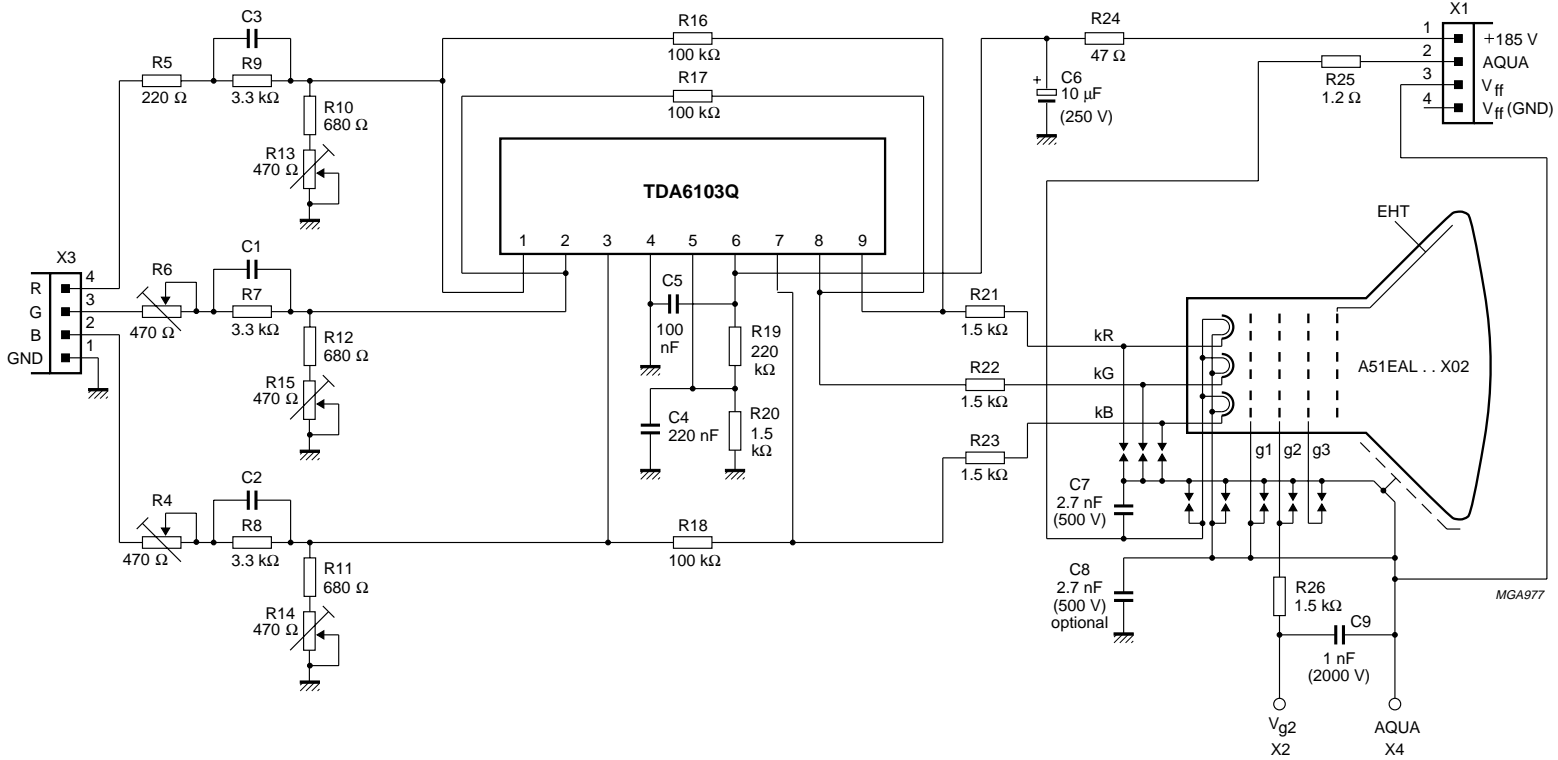 C3
R5
220 Ω
R9
3.3 kΩ
R10
680 Ω
R13
470 Ω
R16
100 kΩ
R17
100 kΩ
TDA6103Q
1 2 3 4 5 6 7 8 9
R24
47 Ω
+
C6
10 μF
(250 V)
R25
1.2 Ω
X1
1 +185 V
2 AQUA
3 Vff
4 Vff (GND)
X3
R 4
G 3
B 2
GND 1
R6
470 Ω
C1
R7
3.3 kΩ
R12
680 Ω
R15
470 Ω
C5
100
nF
R19
220
kΩ
C4
220 nF
R20
1.5
kΩ
R21
1.5 kΩ
R22
1.5 kΩ
R23
1.5 kΩ
kR
kG
kB
EHT
A51EAL . . X02
g1 g2 g3
R4
470 Ω
C2
R8
3.3 kΩ
R11
680 Ω
R14
470 Ω
R18
100 kΩ
C7
2.7 nF
(500 V)
C8
2.7 nF
(500 V)
optional
R26
1.5 kΩ
C9
1 nF
(2000 V)
MGA977
Vg2
X2
AQUA
X4